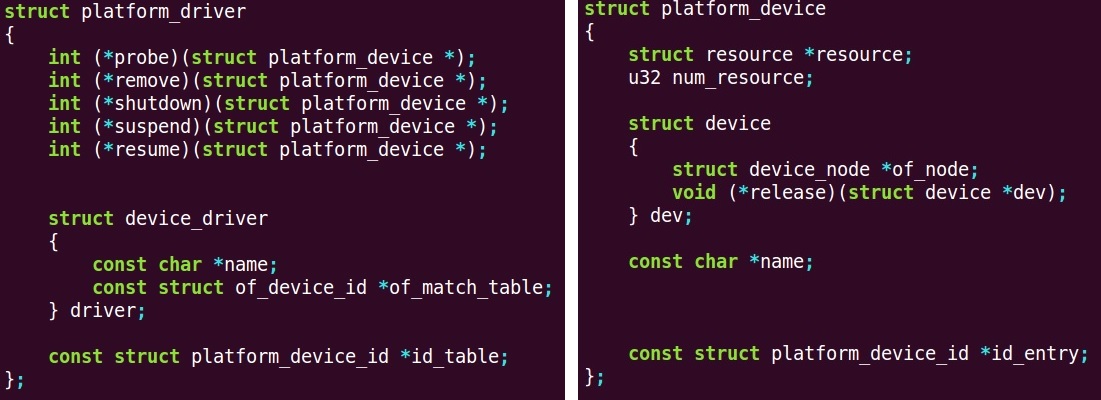 struct platform_driver
{
    int (*probe)(struct platform_device *);
    int (*remove)(struct platform_device *);
    int (*shutdown)(struct platform_device *);
    int (*suspend)(struct platform_device *);
    int (*resume)(struct platform_device *);
    struct device_driver
    {
        const char *name;
        const struct of_device_id *of_match_table;
    } driver;
    const struct platform_device_id *id_table;
};
struct platform_device
{
    struct resource *resource;
    u32 num_resource;
    struct device
    {
        struct device_node *of_node;
        void (*release)(struct device *dev);
    } dev;
    const char *name;
    const struct platform_device_id *id_entry;
};